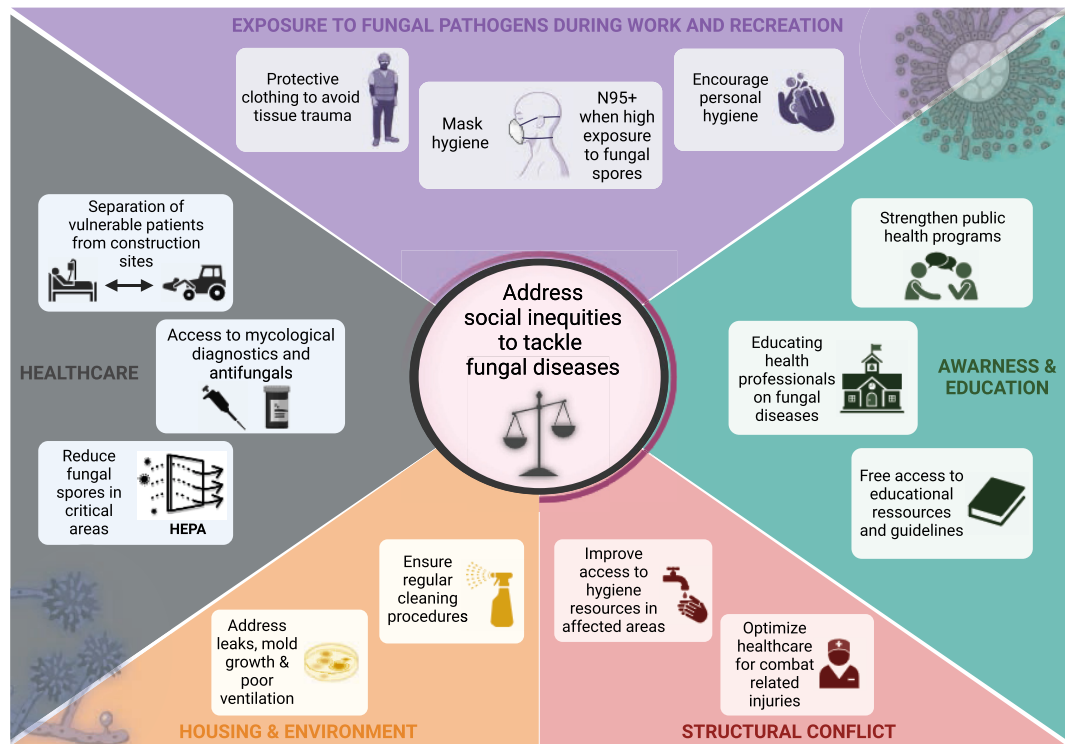 EXPOSURE TO FUNGAL PATHOGENS DURING WORK AND RECREATION
Protective
clothing to avoid
tissue trauma
Mask
hygiene
N95+
when high
exposure
to fungal
spores
Encourage
personal
hygiene
Separation of
vulnerable patients
from construction
sites
Access to mycological
diagnostics and
antifungals
HEALTHCARE
Reduce
fungal
spores in
critical
areas
HEPA
Address
social inequities
to tackle
fungal diseases
Strengthen public
health programs
Educating
health
professionals
on fungal
diseases
AWARNESS &
EDUCATION
Free access to
educational
ressources
and guidelines
Ensure
regular
cleaning
procedures
Address
leaks, mold
growth &
poor
ventilation
HOUSING & ENVIRONMENT
Improve
access to
hygiene
resources in
affected areas
Optimize
healthcare
for combat
related
injuries
STRUCTURAL CONFLICT